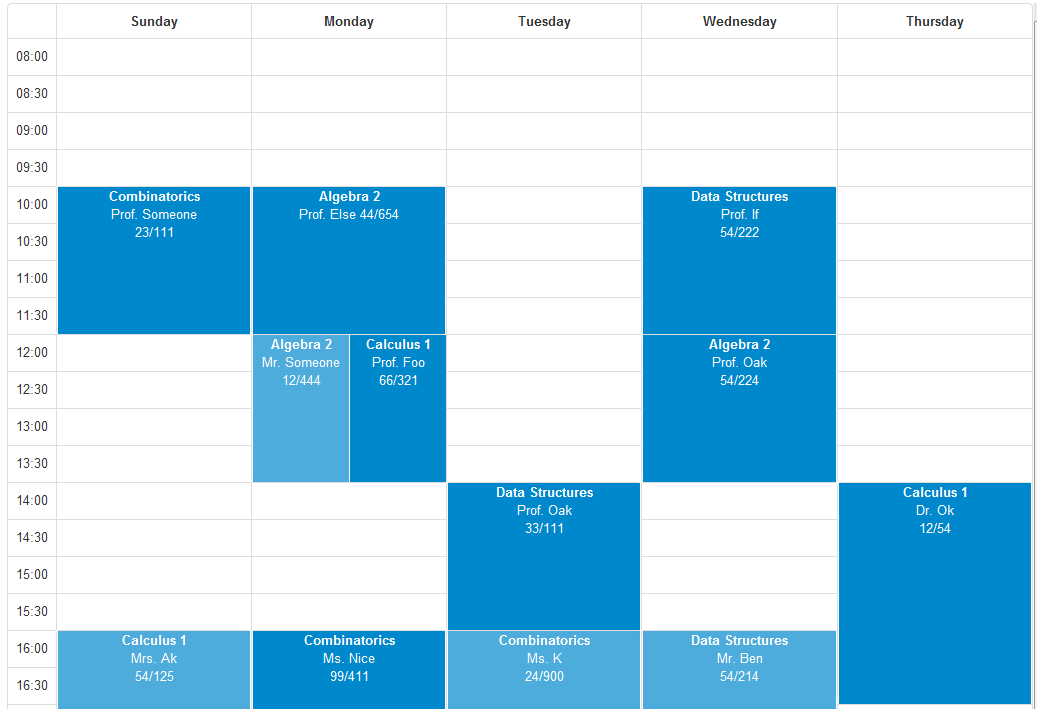 Sunday Monday Tuesday Wednesday Thursday
08:00
08:30
09:00
09:30
10:00
10:30
11:00
11:30
12:00
12:30
13:00
13:30
14:00
14:30
15:00
15:30
16:00
16:30
Combinatorics
Prof. Someone
23/111
Algebra 2
Prof. Else 44/654
Data Structures
Prof. If
54/222
Algebra 2
Mr. Someone
12/444
Calculus 1
Prof. Foo
66/321
Algebra 2
Prof. Oak
54/224
Data Structures
Prof. Oak
33/111
Calculus 1
Dr. Ok
12/54
Calculus 1
Mrs. Ak
54/125
Combinatorics
Ms. Nice
99/411
Combinatorics
Ms. K
24/900
Data Structures
Mr. Ben
54/214